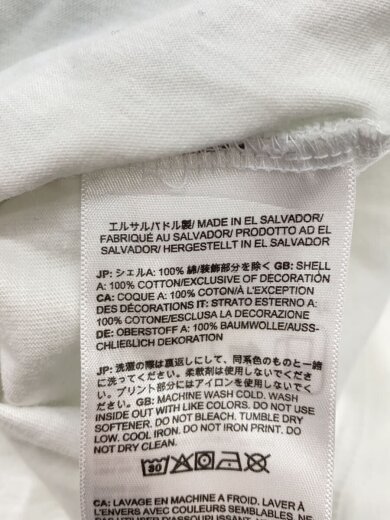 エルサルバドル製/ MADE IN EL SALVADOR/
FABRIQUÉ AU SALVADOR/ PRODOTTO AD EL
SALVADOR/ HERGESTELLT IN EL SALVADOR
JP: シェルA: 100% 綿/装飾部分を除く GB: SHELL
A: 100% COTTON/EXCLUSIVE OF DECORATION
CA: COQUE A: 100% COTON/À L'EXCEPTION
DES DÉCORATIONS IT: STRATO ESTERNO A:
100% COTONE/ESCLUSA LA DECORAZIONE
DE: OBERSTOFF A: 100% BAUMWOLLE/AUSS-
CHLIEßLICH DEKORATION
JP: 洗濯の際は裏返しにして、同系色のものと一緒
に洗ってください。柔軟剤は使用しないでくださ
い。プリント部分にはアイロンを使用しないでくだ
さい。GB: MACHINE WASH COLD. WASH
INSIDE OUT WITH LIKE COLORS. DO NOT USE
SOFTENER. DO NOT BLEACH. TUMBLE DRY
LOW. COOL IRON. DO NOT IRON PRINT. DO
NOT DRY CLEAN.
30
CA: LAVAGE EN MACHINE A FROID. LAVER À
L'ENVERS AVEC COULEURS SEMBLABLES. NE
PAS UTILISER D'ASSOUPLISSANT